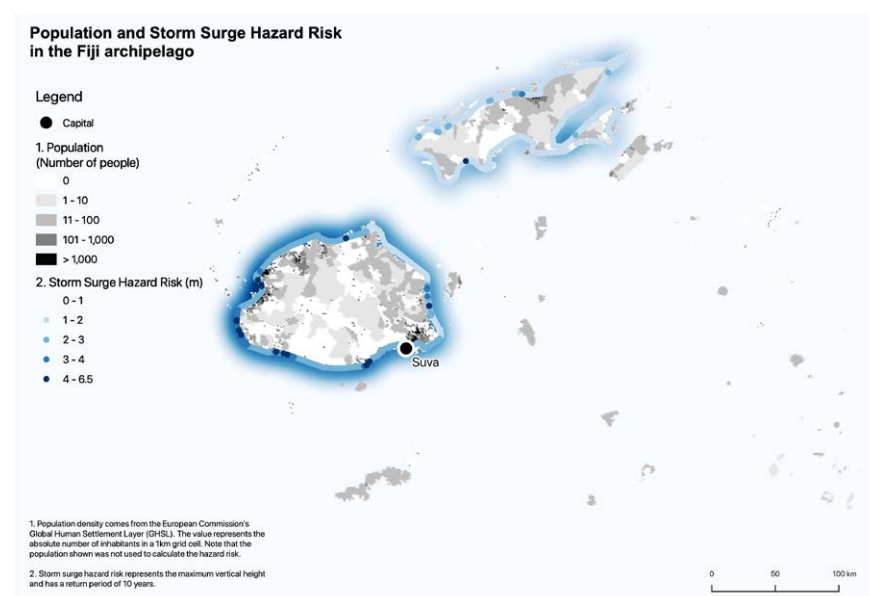 Population and Storm Surge Hazard Risk
in the Fiji archipelago
Legend
Capital
1. Population
(Number of people)
0
1 - 10
11 - 100
101 - 1,000
> 1,000
2. Storm Surge Hazard Risk (m)
0 - 1
1 - 2
2 - 3
3 - 4
4 - 6.5
Suva
1. Population density comes from the European Commission's
Global Human Settlement Layer (GHSL). The value represents the
absolute number of inhabitants in a 1km grid cell. Note that the
population shown was not used to calculate the hazard risk.
2. Storm surge hazard risk represents the maximum vertical height
and has a return period of 10 years.
0 50 100 km